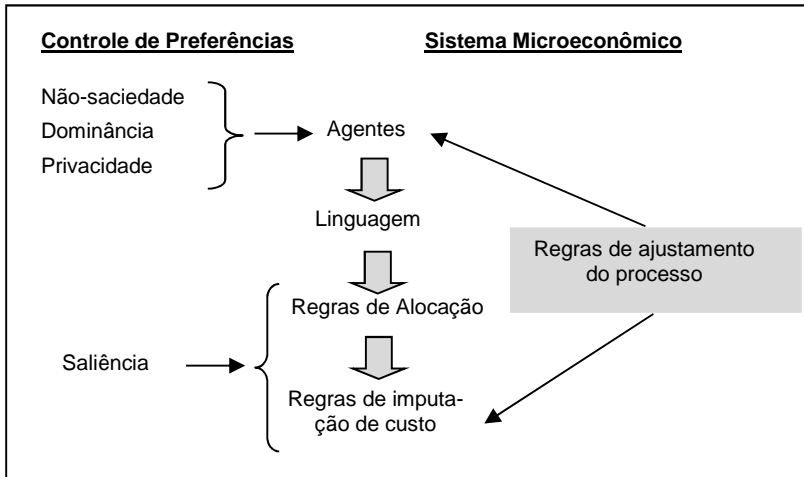 Controle de Preferências
Sistema Microeconômico
Não-saciedade
Dominância
Privacidade
Agentes
Linguagem
Regras de ajustamento
do processo
Regras de Alocação
Saliência
Regras de imputa-
ção de custo